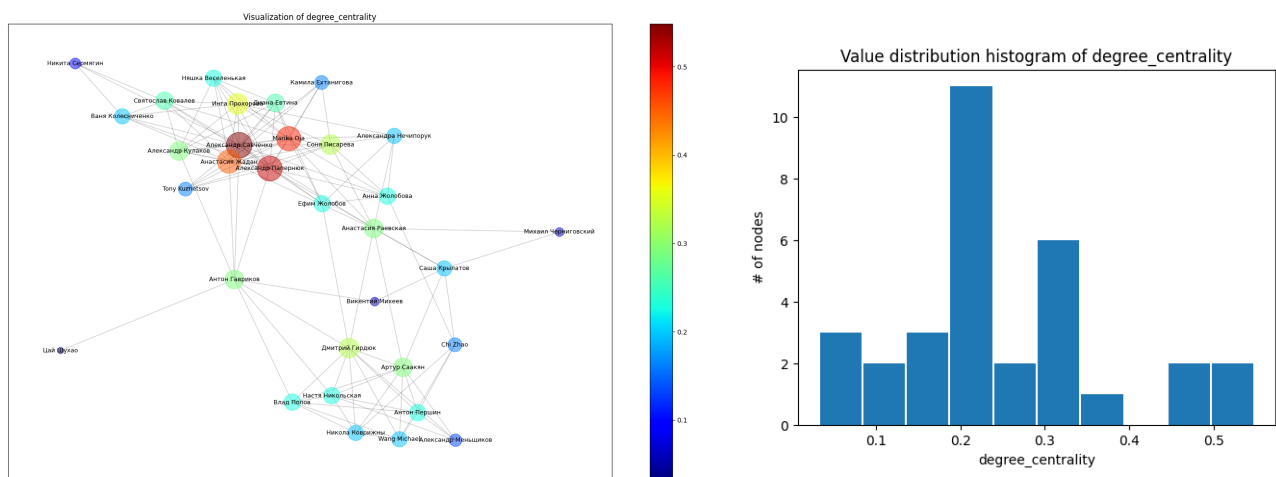 Visualization of degree_centrality
Никита Сермягин
Няшка Веселенькая
Камила Ехтанигова
Святослав Ковалев
Инга Прохорова
Диана Евтина
Ваня Колесниченко
Александра Нечипорук
Marika Oja
Александр Савченко
Соня Писарева
Александр Кулаков
Анастасия Жадан
Александр Папернюк
Tony Kuznetsov
Анна Жолобова
Ефим Жолобов
Анастасия Раевская
Михаил Черниговский
Саша Крылатов
Антон Гавриков
Викентий Михеев
Chi Zhao
Дмитрий Гирдюк
Цай Шухао
Артур Саакян
Настя Никольская
Влад Попов
Антон Першин
Никола Коврижны
Wang Michael
Александр Меньщиков
0.5
0.4
0.3
0.2
0.1
Value distribution histogram of degree_centrality
# of nodes
10
8
6
4
2
0
0.1 0.2 0.3 0.4 0.5
degree_centrality